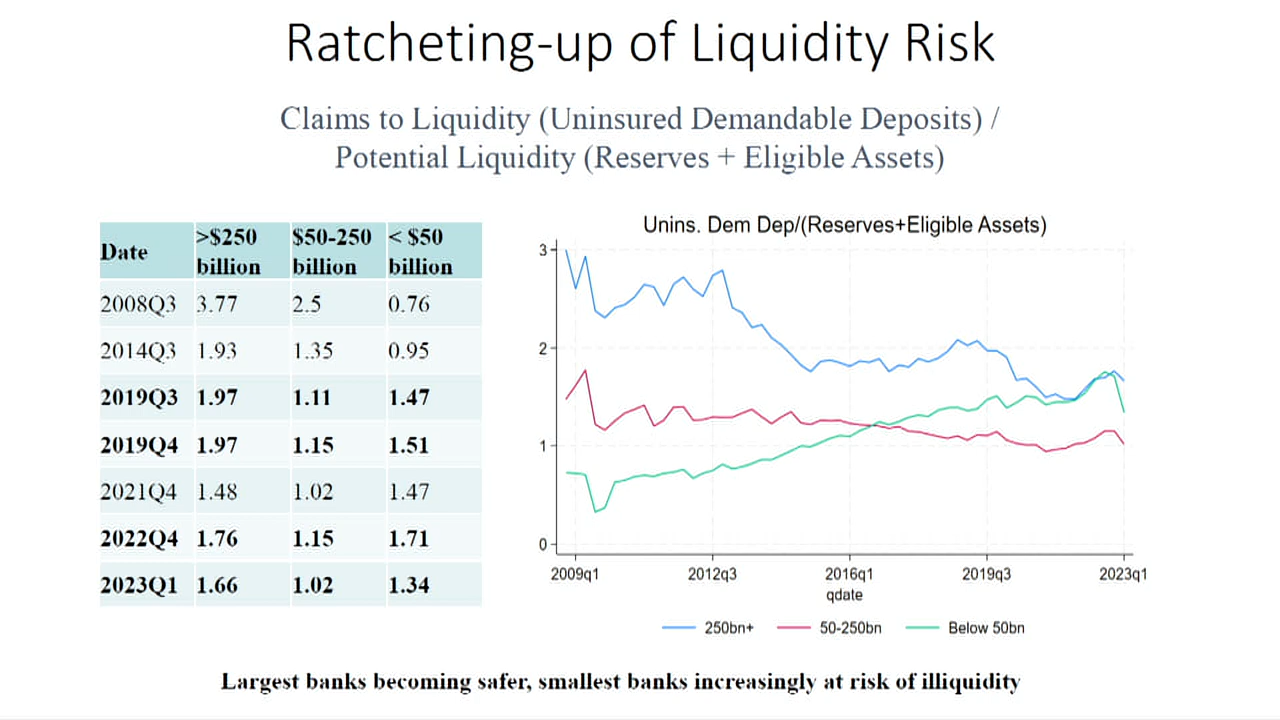 Ratcheting-up of Liquidity Risk
Claims to Liquidity (Uninsured Demandable Deposits) /
Potential Liquidity (Reserves + Eligible Assets)
Date >$250 billion $50-250 billion < $50 billion
2008Q3 3.77 2.5 0.76
2014Q3 1.93 1.35 0.95
2019Q3 1.97 1.11 1.47
2019Q4 1.97 1.15 1.51
2021Q4 1.48 1.02 1.47
2022Q4 1.76 1.15 1.71
2023Q1 1.66 1.02 1.34
Unins. Dem Dep/(Reserves+Eligible Assets)
3
2
1
0
2009q1 2012q3 2016q1 2019q3 2023q1
qdate
250bn+ 50-250bn Below 50bn
Largest banks becoming safer, smallest banks increasingly at risk of illiquidity